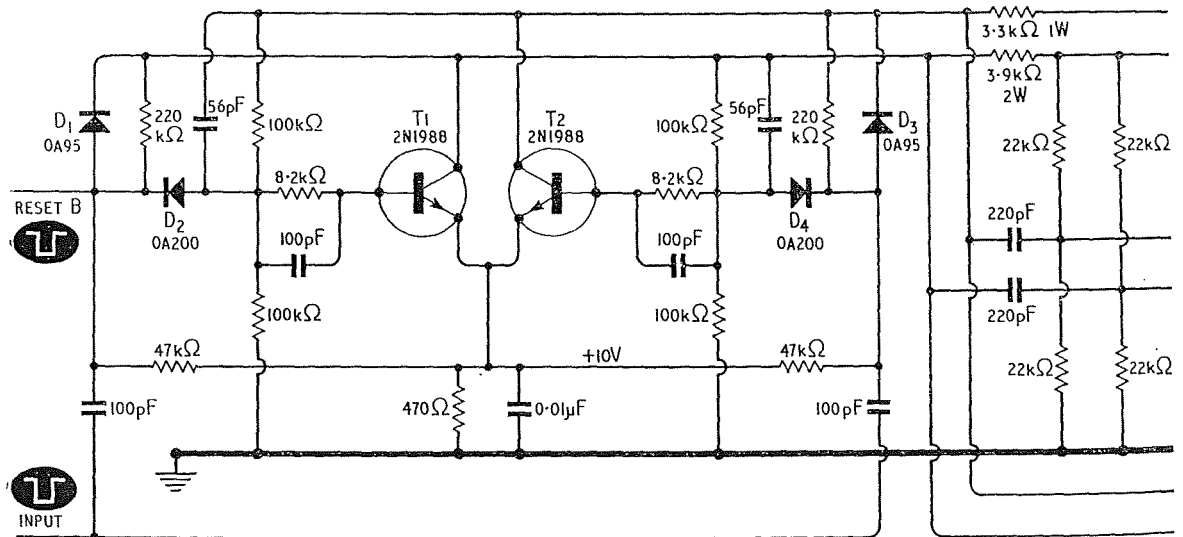 3·3kΩ 1W
3·9kΩ
2W
D1
OA95
220
kΩ
56pF
100kΩ
T1
2N1988
T2
2N1988
100kΩ
56pF
220
kΩ
D3
OA95
22kΩ
22kΩ
RESET B
D2
OA200
8·2kΩ
8·2kΩ
D4
OA200
100pF
100pF
220pF
220pF
100kΩ
100kΩ
47kΩ
+10V
47kΩ
22kΩ
22kΩ
100pF
470Ω
0·01µF
100pF
INPUT